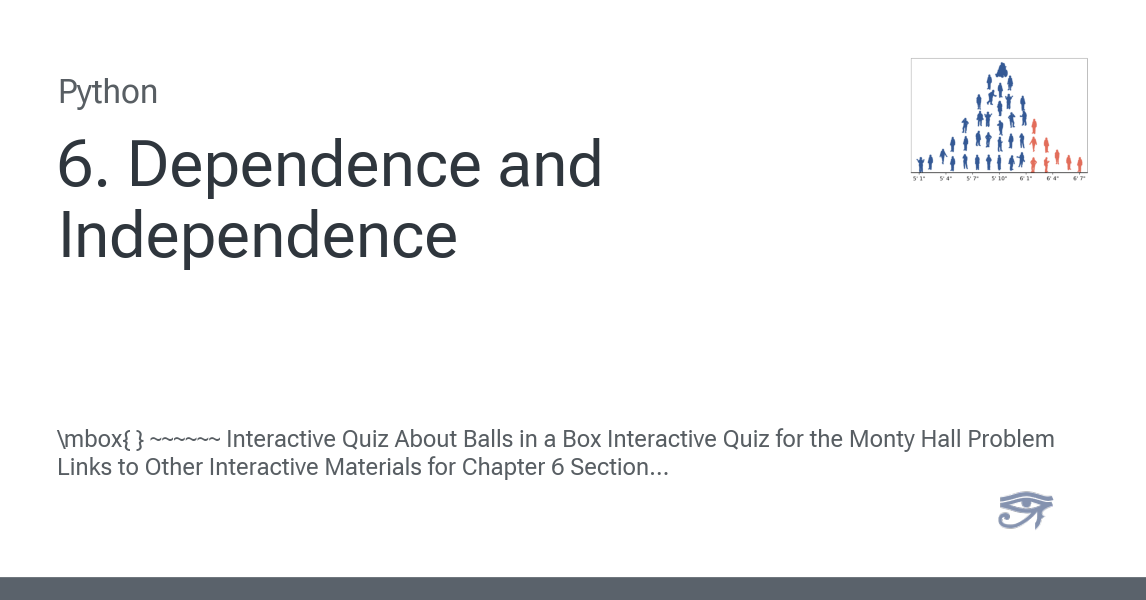 Python
6. Dependence and
Independence
5' 1" 5' 4" 5' 7" 5' 10" 6' 1" 6' 4" 6' 7"
\mbox{ } ~~~~~~ Interactive Quiz About Balls in a Box Interactive Quiz for the Monty Hall Problem
Links to Other Interactive Materials for Chapter 6 Section...